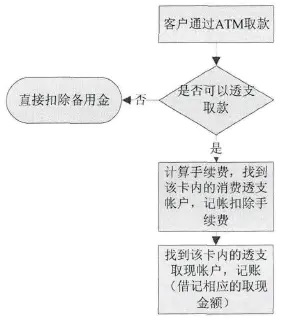 客户通过ATM取款
是否可以透支
取款
否
直接扣除备用金
是
计算手续费，找到
该卡内的消费透支
帐户，记帐扣除手
续费
找到该卡内的透支
取现帐户，记账
（借记相应的取现
金额）